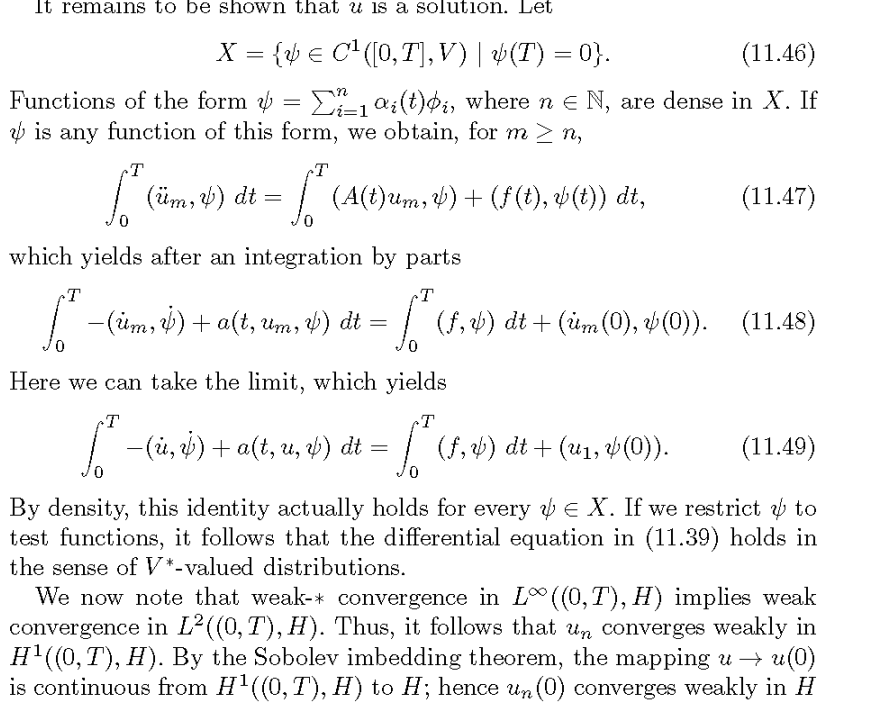 It remains to be shown that u is a solution. Let
X = {ψ ∈ C¹([0, T], V) | ψ(T) = 0}. (11.46)
Functions of the form ψ = ∑ⁿᵢ₌₁ αᵢ(t)ϕᵢ, where n ∈ ℕ, are dense in X. If
ψ is any function of this form, we obtain, for m ≥ n,
∫₀ᵀ (üₘ, ψ) dt = ∫₀ᵀ (A(t)uₘ, ψ) + (f(t), ψ(t)) dt, (11.47)
which yields after an integration by parts
∫₀ᵀ −(u̇ₘ, ψ̇) + a(t, uₘ, ψ) dt = ∫₀ᵀ (f, ψ) dt + (u̇ₘ(0), ψ(0)). (11.48)
Here we can take the limit, which yields
∫₀ᵀ −(u̇, ψ̇) + a(t, u, ψ) dt = ∫₀ᵀ (f, ψ) dt + (u₁, ψ(0)). (11.49)
By density, this identity actually holds for every ψ ∈ X. If we restrict ψ to
test functions, it follows that the differential equation in (11.39) holds in
the sense of V*-valued distributions.
We now note that weak-∗ convergence in L∞((0, T), H) implies weak
convergence in L²((0, T), H). Thus, it follows that uₙ converges weakly in
H¹((0, T), H). By the Sobolev imbedding theorem, the mapping u → u(0)
is continuous from H¹((0, T), H) to H; hence uₙ(0) converges weakly in H